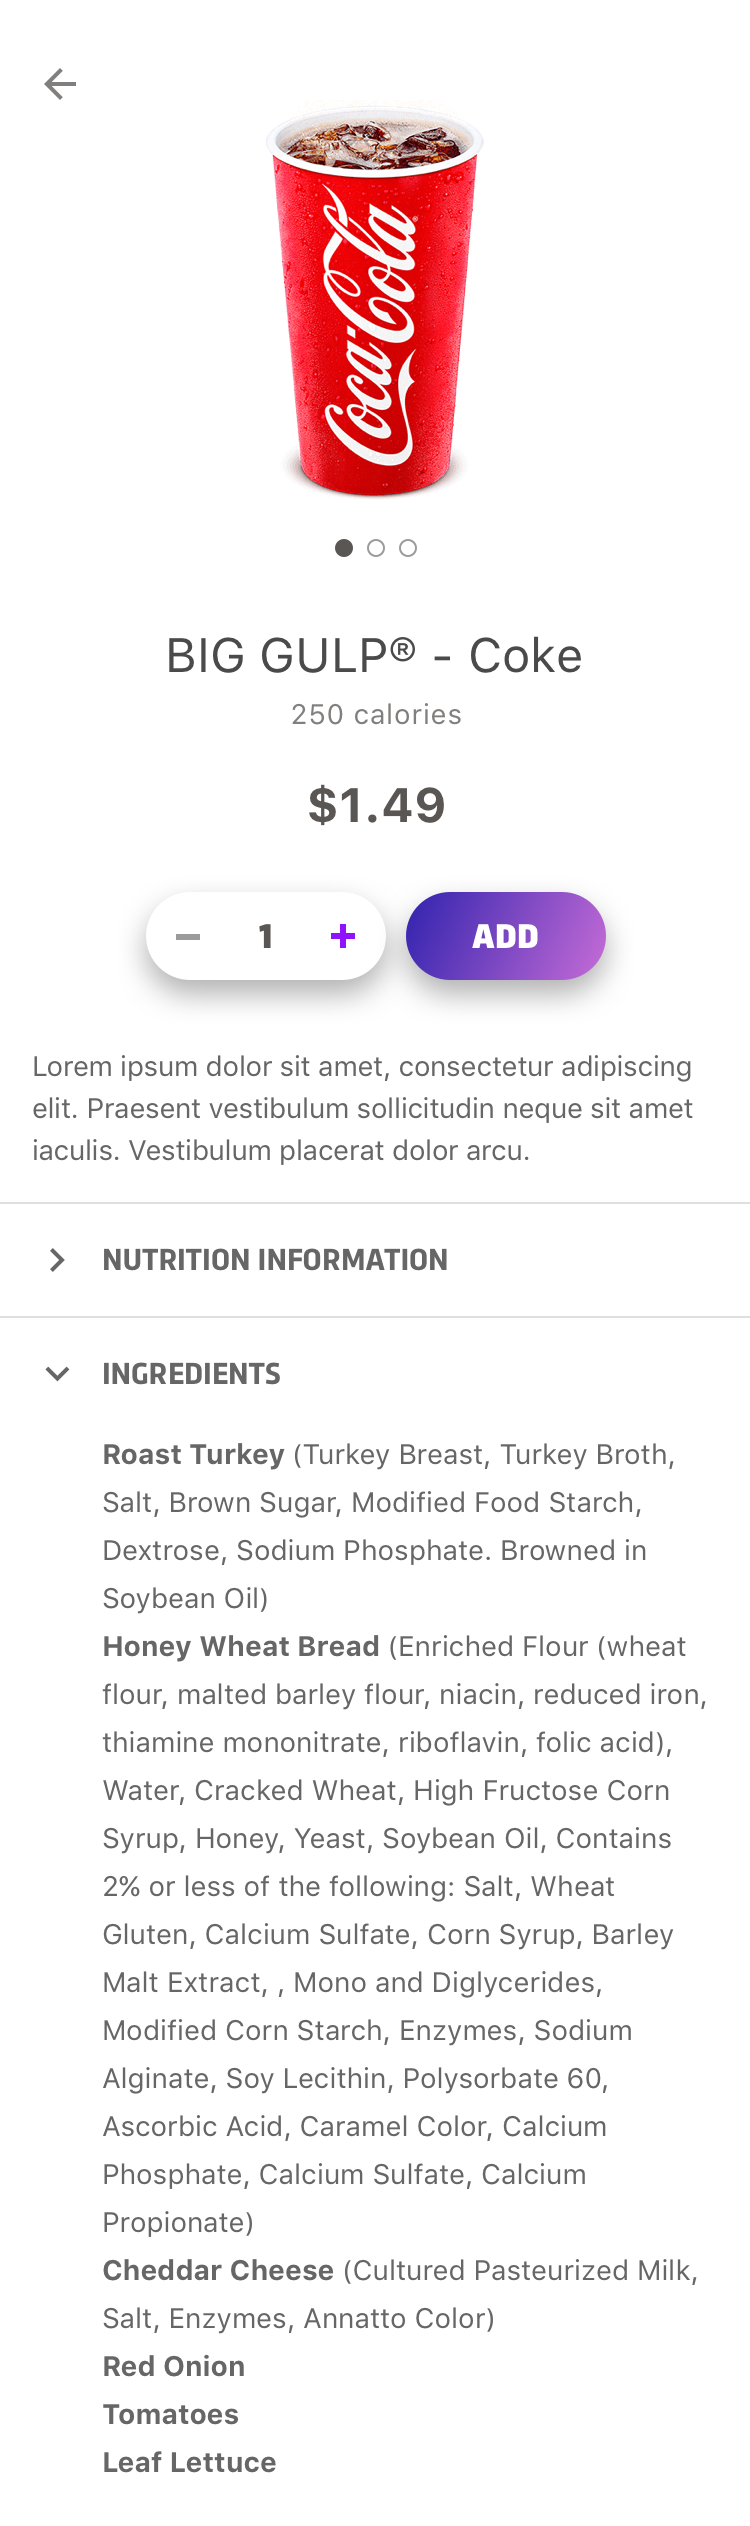 Coca-Cola®
BIG GULP® - Coke
250 calories
$1.49
1
ADD
Lorem ipsum dolor sit amet, consectetur adipiscing
elit. Praesent vestibulum sollicitudin neque sit amet
iaculis. Vestibulum placerat dolor arcu.
NUTRITION INFORMATION
INGREDIENTS
Roast Turkey (Turkey Breast, Turkey Broth,
Salt, Brown Sugar, Modified Food Starch,
Dextrose, Sodium Phosphate. Browned in
Soybean Oil)
Honey Wheat Bread (Enriched Flour (wheat
flour, malted barley flour, niacin, reduced iron,
thiamine mononitrate, riboflavin, folic acid),
Water, Cracked Wheat, High Fructose Corn
Syrup, Honey, Yeast, Soybean Oil, Contains
2% or less of the following: Salt, Wheat
Gluten, Calcium Sulfate, Corn Syrup, Barley
Malt Extract, , Mono and Diglycerides,
Modified Corn Starch, Enzymes, Sodium
Alginate, Soy Lecithin, Polysorbate 60,
Ascorbic Acid, Caramel Color, Calcium
Phosphate, Calcium Sulfate, Calcium
Propionate)
Cheddar Cheese (Cultured Pasteurized Milk,
Salt, Enzymes, Annatto Color)
Red Onion
Tomatoes
Leaf Lettuce